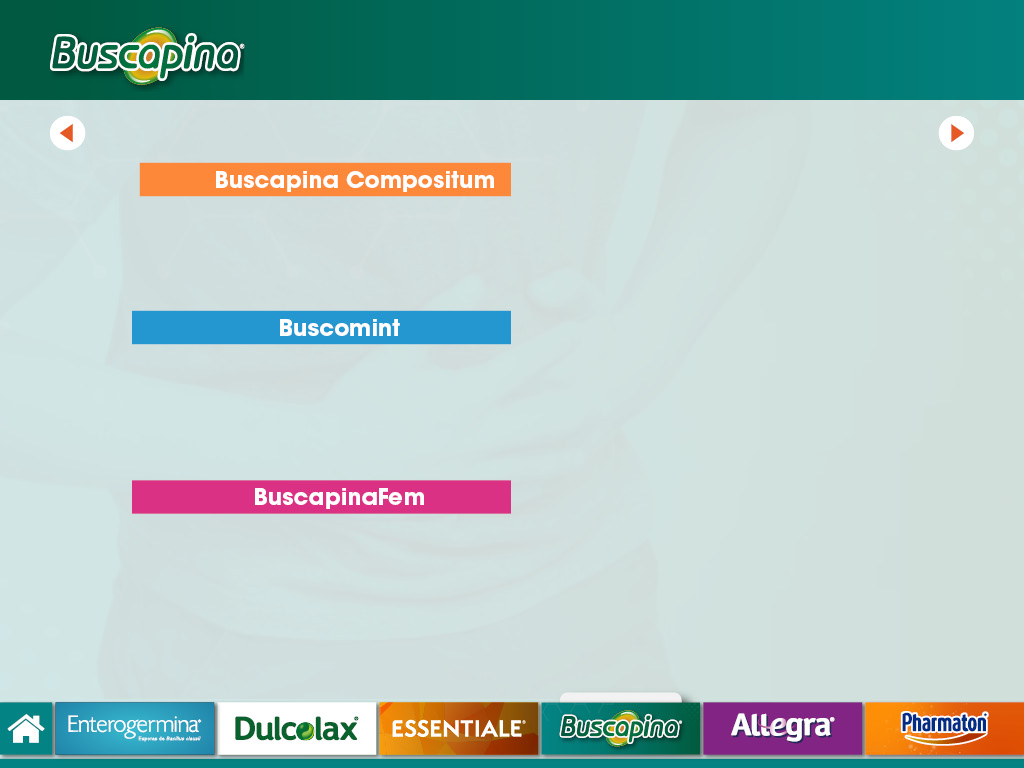 Buscapina®
Buscapina Compositum
Buscomint
BuscapinaFem
Enterogermina®
Esporas de Bacillus clausii
Dulcolax®
ESSENTIALE®
Buscapina®
Allegra®
Pharmaton®